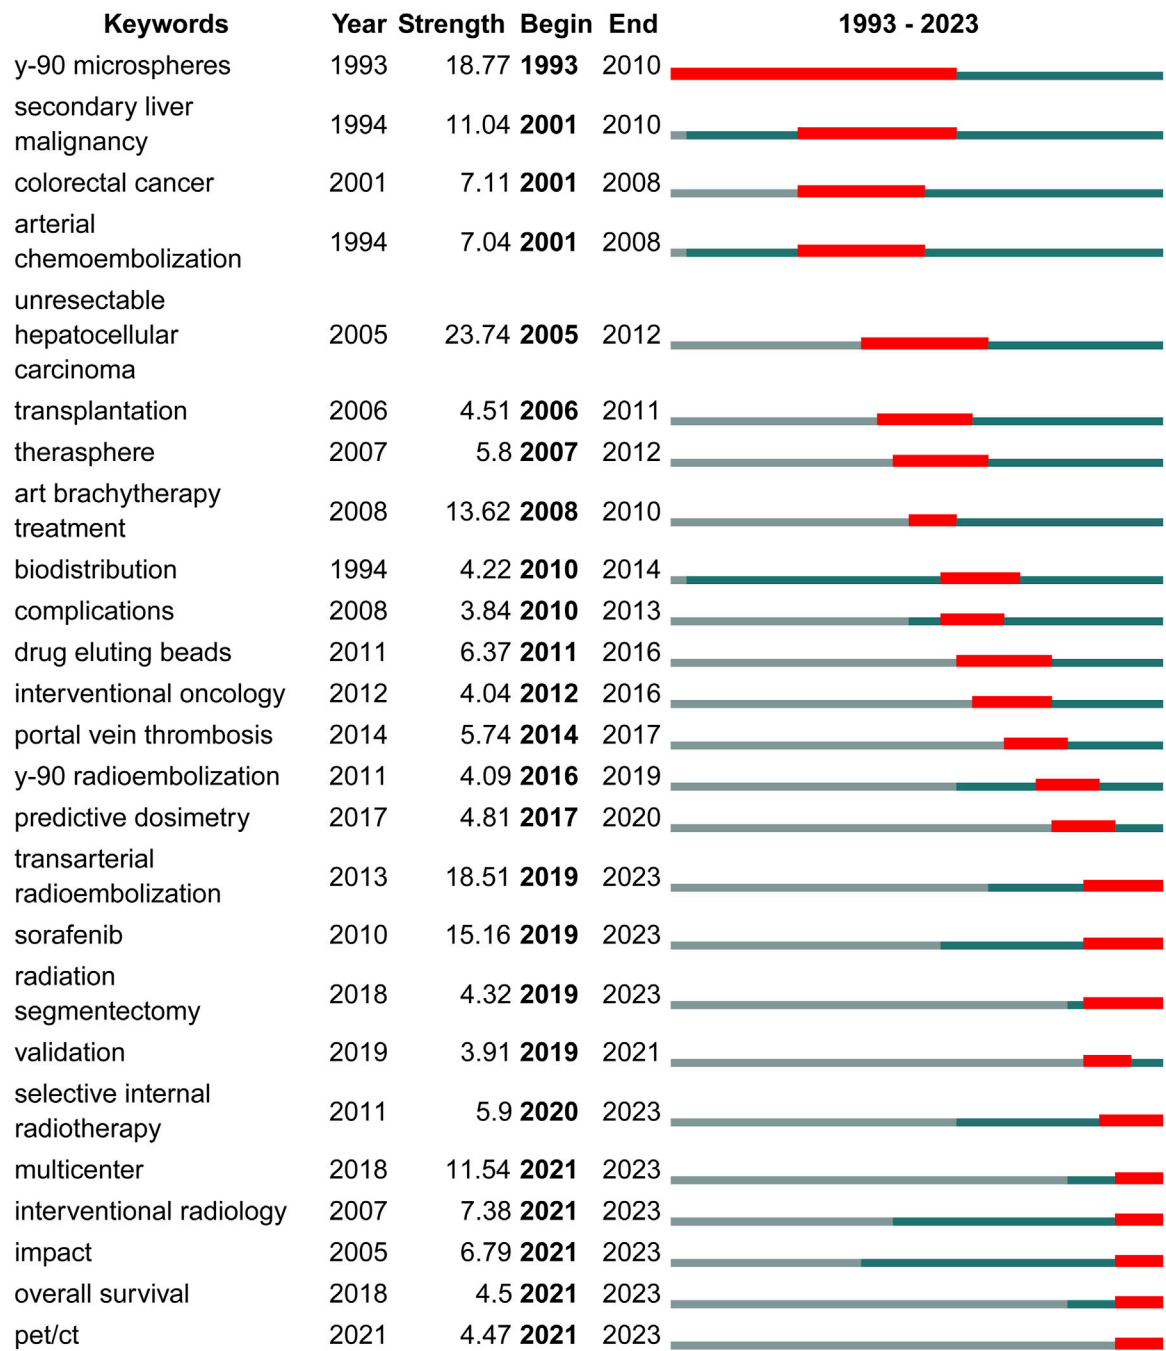 Keywords Year Strength Begin End 1993 - 2023
y-90 microspheres 1993 18.77 1993 2010
secondary liver
malignancy 1994 11.04 2001 2010
colorectal cancer 2001 7.11 2001 2008
arterial
chemoembolization 1994 7.04 2001 2008
unresectable
hepatocellular 2005 23.74 2005 2012
carcinoma
transplantation 2006 4.51 2006 2011
therasphere 2007 5.8 2007 2012
art brachytherapy
treatment 2008 13.62 2008 2010
biodistribution 1994 4.22 2010 2014
complications 2008 3.84 2010 2013
drug eluting beads 2011 6.37 2011 2016
interventional oncology 2012 4.04 2012 2016
portal vein thrombosis 2014 5.74 2014 2017
y-90 radioembolization 2011 4.09 2016 2019
predictive dosimetry 2017 4.81 2017 2020
transarterial
radioembolization 2013 18.51 2019 2023
sorafenib 2010 15.16 2019 2023
radiation
segmentectomy 2018 4.32 2019 2023
validation 2019 3.91 2019 2021
selective internal
radiotherapy 2011 5.9 2020 2023
multicenter 2018 11.54 2021 2023
interventional radiology 2007 7.38 2021 2023
impact 2005 6.79 2021 2023
overall survival 2018 4.5 2021 2023
pet/ct 2021 4.47 2021 2023